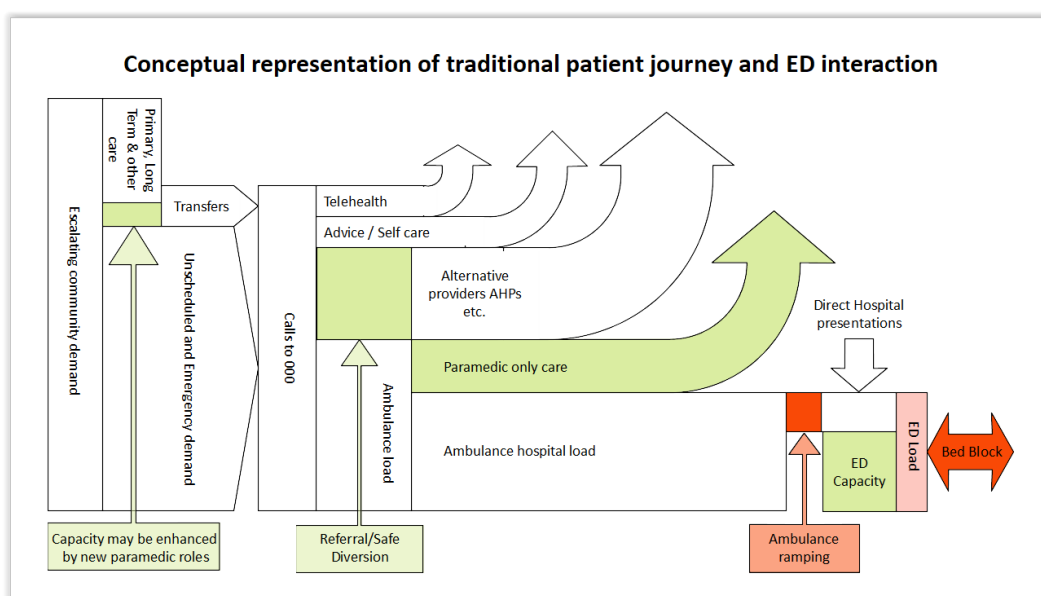 Conceptual representation of traditional patient journey and ED interaction
Escalating community demand
Primary, Long
Term & other
care
Transfers
Unscheduled and Emergency demand
Calls to 000
Telehealth
Advice / Self care
Alternative
providers AHPs
etc.
Ambulance load
Paramedic only care
Ambulance hospital load
Direct Hospital
presentations
ED
Capacity
ED Load
Bed Block
Capacity may be enhanced
by new paramedic roles
Referral/Safe
Diversion
Ambulance
ramping